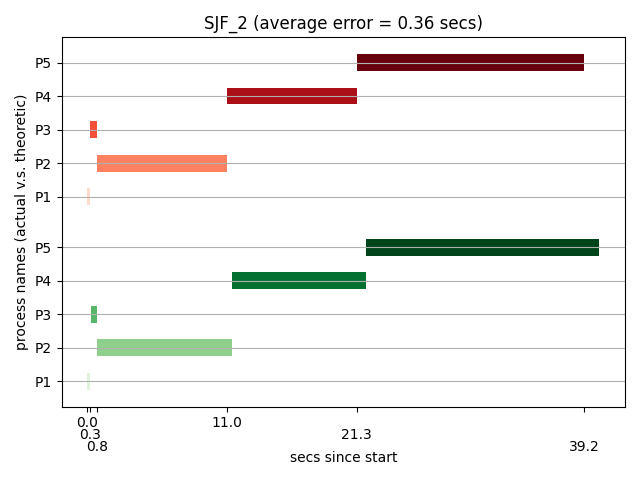 SJF_2 (average error = 0.36 secs)
process names (actual v.s. theoretic)
P5
P4
P3
P2
P1
P5
P4
P3
P2
P1
0.0 11.0
0.3 21.3
0.8 39.2
secs since start